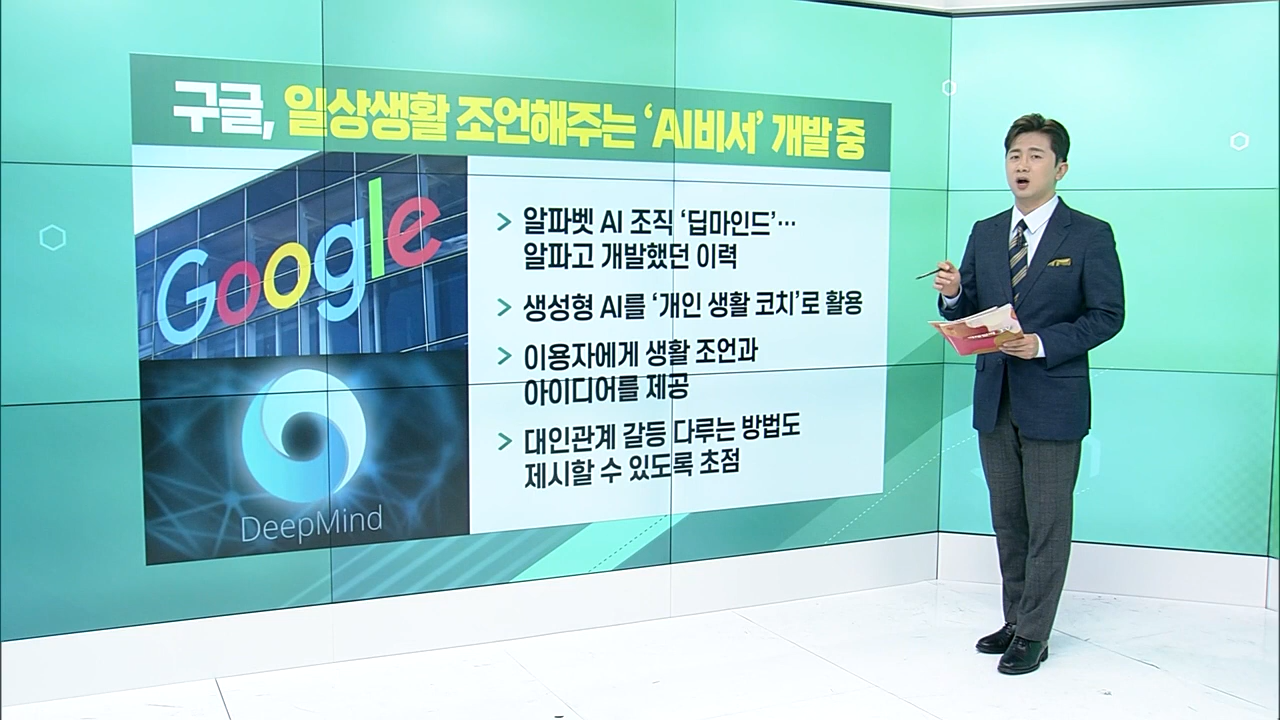 구글, 일상생활 조언해주는 ‘AI비서’ 개발 중
Google
> 알파벳 AI 조직 ‘딥마인드’…
알파고 개발했던 이력
> 생성형 AI를 ‘개인 생활 코치’로 활용
> 이용자에게 생활 조언과
아이디어를 제공
> 대인관계 갈등 다루는 방법도
제시할 수 있도록 초점
DeepMind